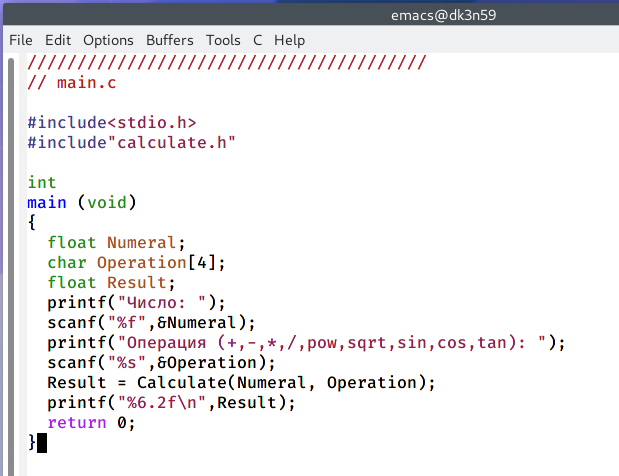 emacs@dk3n59
File Edit Options Buffers Tools C Help
////////////////////////////////////////
// main.c
#include<stdio.h>
#include"calculate.h"
int
main (void)
{
  float Numeral;
  char Operation[4];
  float Result;
  printf("Число: ");
  scanf("%f",&Numeral);
  printf("Операция (+,-,*,/,pow,sqrt,sin,cos,tan): ");
  scanf("%s",&Operation);
  Result = Calculate(Numeral, Operation);
  printf("%6.2f\n",Result);
  return 0;
}